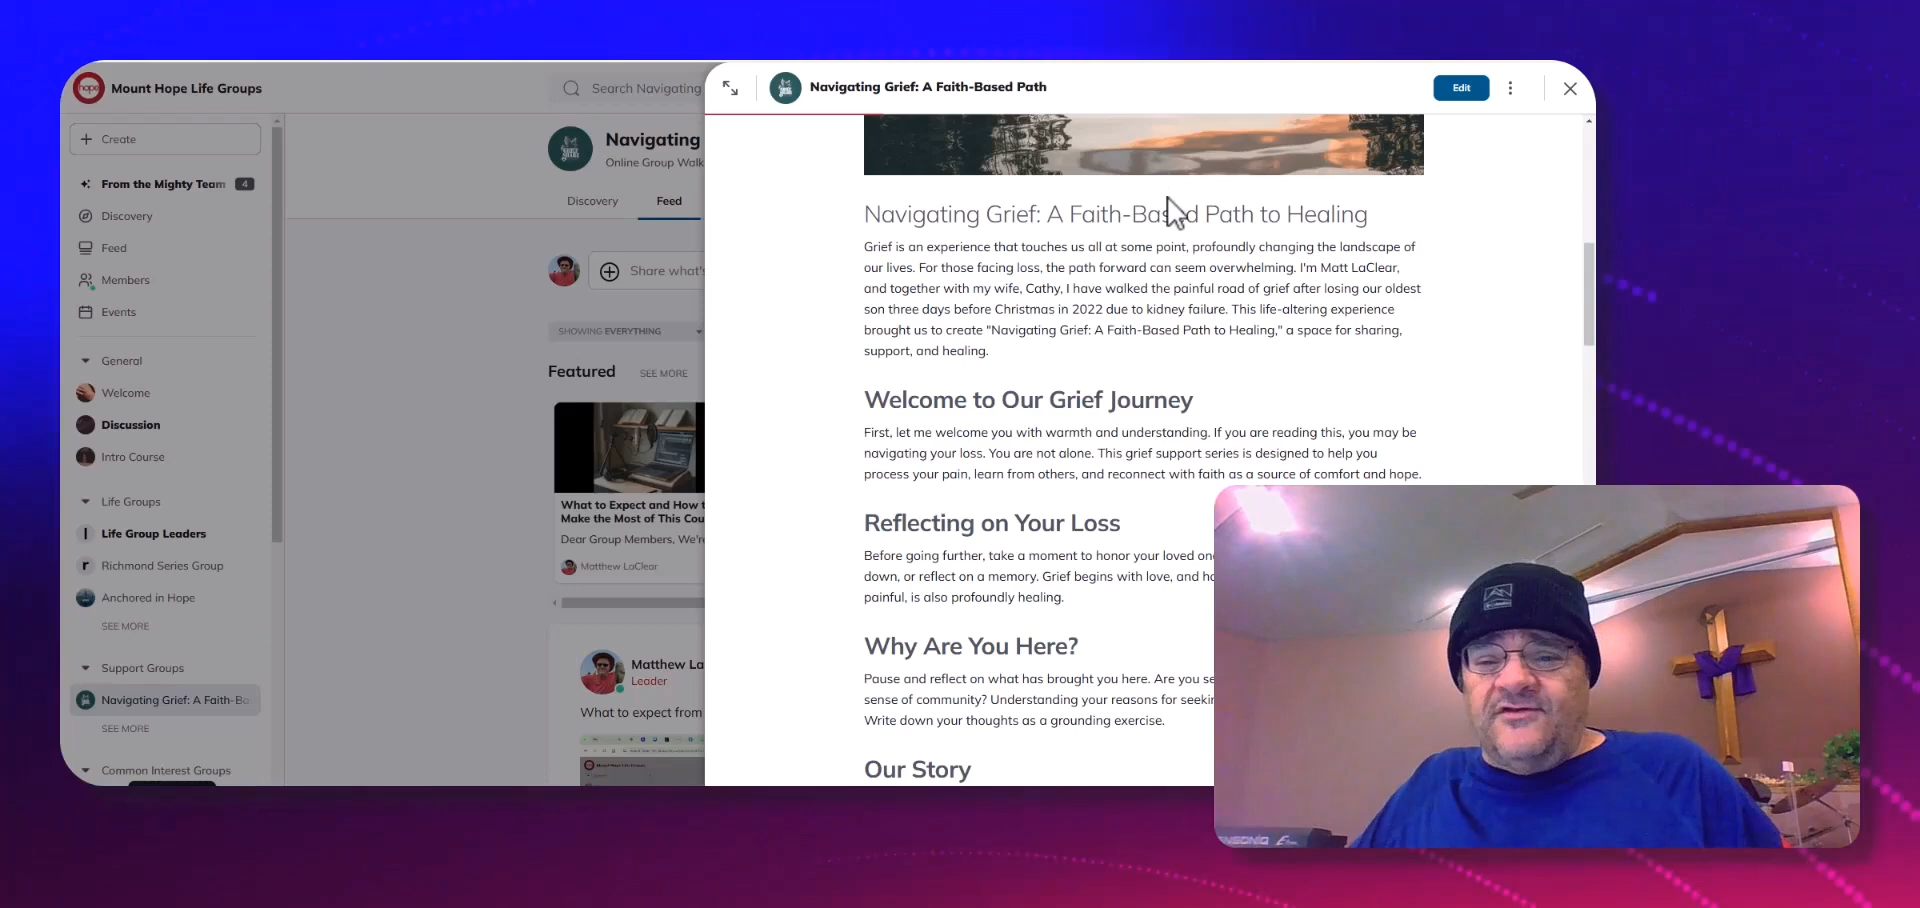 hope
Mount Hope Life Groups
Create
From the Mighty Team 4
Discovery
Feed
Members
Events
General
Welcome
Discussion
Intro Course
Life Groups
Life Group Leaders
r Richmond Series Group
Anchored in Hope
SEE MORE
Support Groups
Navigating Grief: A Faith-Ba
SEE MORE
Common Interest Groups
Search Navigating
Navigating
Online Group Walk
Discovery Feed
Share what's
SHOWING EVERYTHING
Featured SEE MORE
What to Expect and How t
Make the Most of This Cou
Dear Group Members, We're
Matthew LaClear
Matthew La
Leader
What to expect from
Navigating Grief: A Faith-Based Path
Edit
Navigating Grief: A Faith-Based Path to Healing
Grief is an experience that touches us all at some point, profoundly changing the landscape of
our lives. For those facing loss, the path forward can seem overwhelming. I'm Matt LaClear,
and together with my wife, Cathy, I have walked the painful road of grief after losing our oldest
son three days before Christmas in 2022 due to kidney failure. This life-altering experience
brought us to create "Navigating Grief: A Faith-Based Path to Healing," a space for sharing,
support, and healing.
Welcome to Our Grief Journey
First, let me welcome you with warmth and understanding. If you are reading this, you may be
navigating your loss. You are not alone. This grief support series is designed to help you
process your pain, learn from others, and reconnect with faith as a source of comfort and hope.
Reflecting on Your Loss
Before going further, take a moment to honor your loved on
down, or reflect on a memory. Grief begins with love, and ho
painful, is also profoundly healing.
Why Are You Here?
Pause and reflect on what has brought you here. Are you se
sense of community? Understanding your reasons for seekin
Write down your thoughts as a grounding exercise.
Our Story